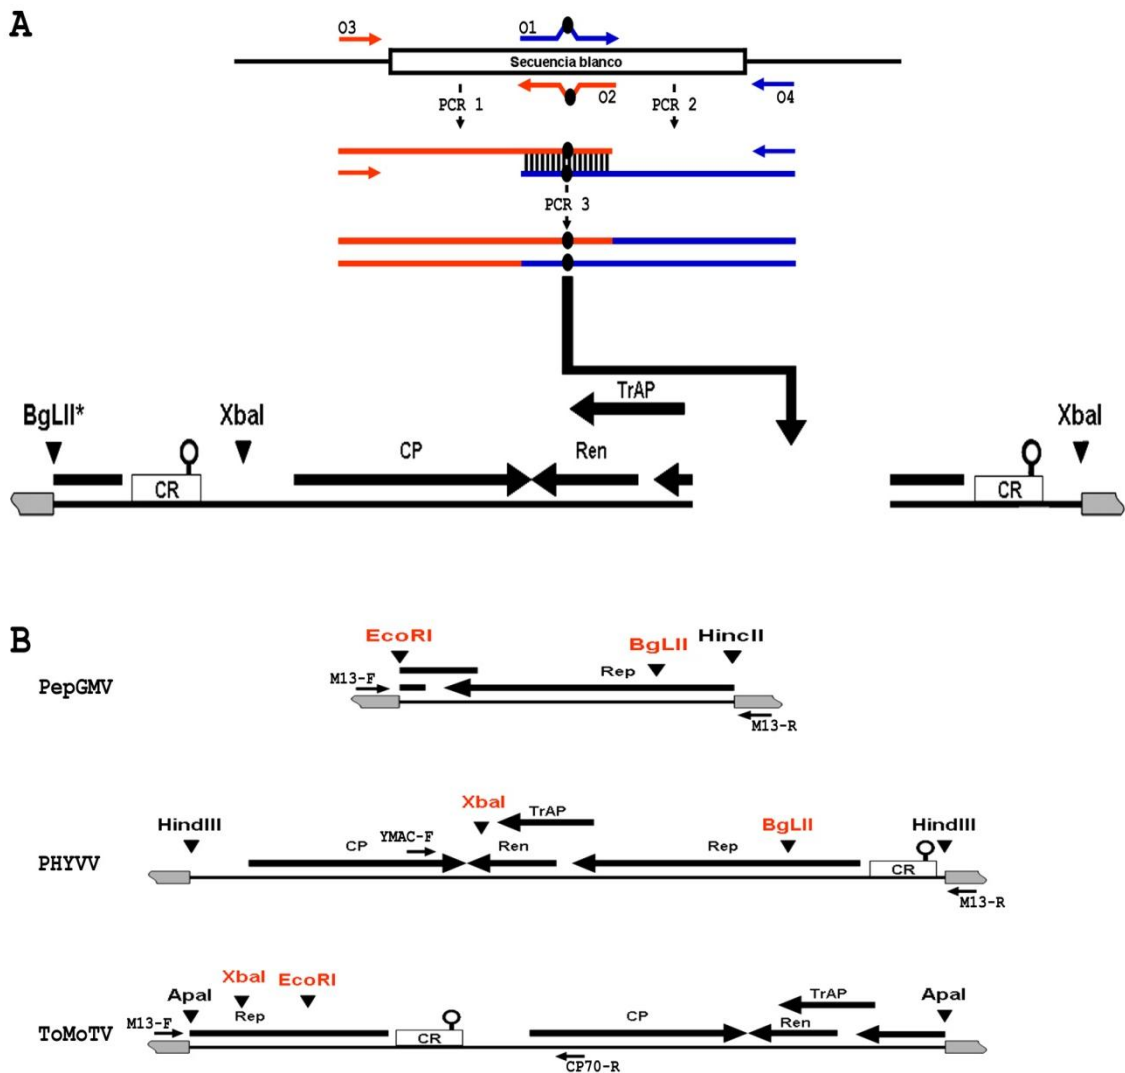 A
O3
O1
Secuencia blanco
PCR 1
O2
PCR 2
O4
PCR 3
TrAP
BgLII*
XbaI
XbaI
CP
Ren
CR
CR
B
EcoRI
BgLII
HincII
PepGMV
M13-F
Rep
M13-R
XbaI
TrAP
HindIII
YMAC-F
BgLII
HindIII
PHYVV
CP
Ren
Rep
CR
M13-R
XbaI
EcoRI
ApaI
TrAP
ApaI
ToMoTV
M13-F
Rep
CP
Ren
CR
CP70-R